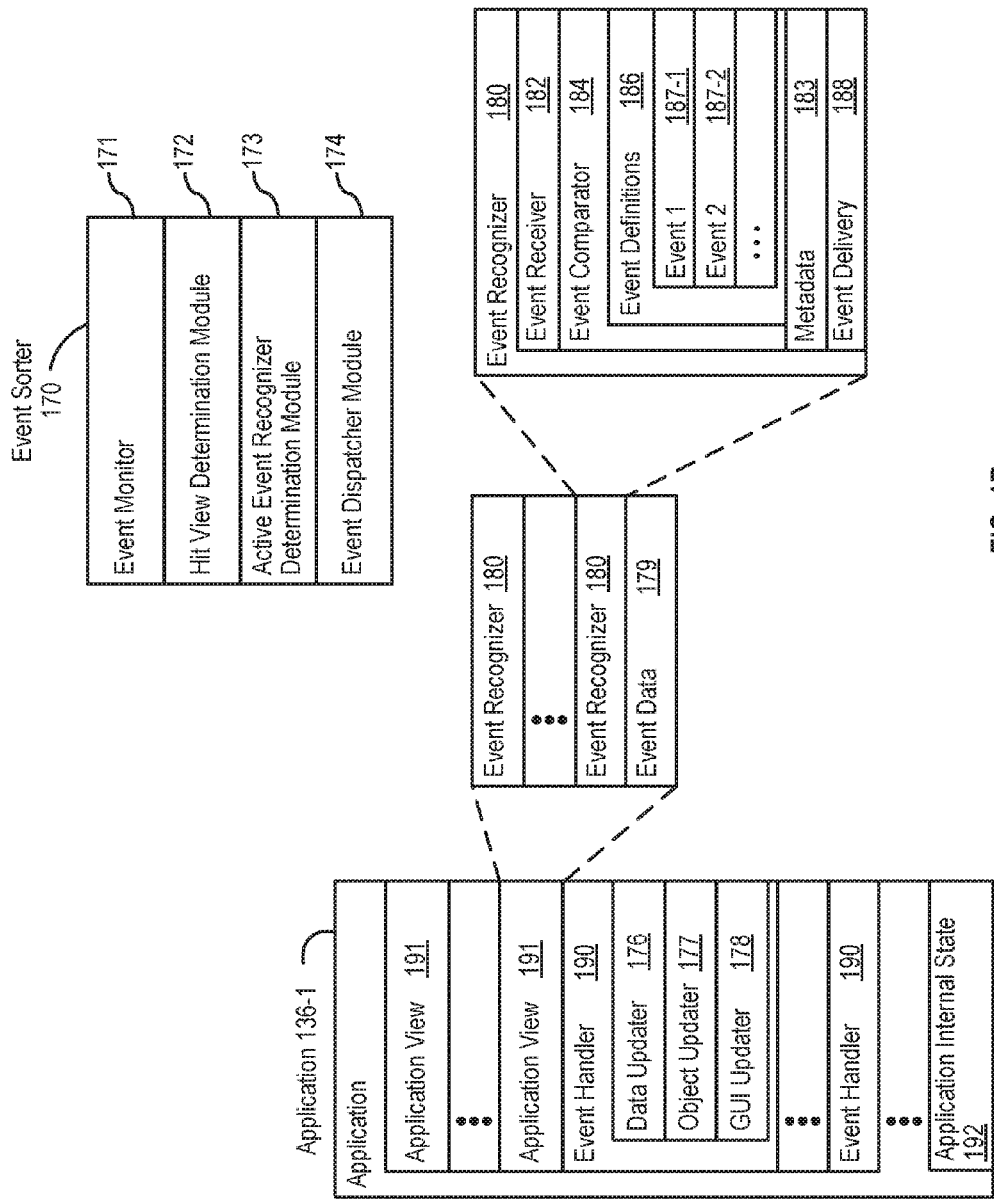 Event Sorter
170
Event Monitor
171
Hit View Determination Module
172
Active Event Recognizer
Determination Module
173
Event Dispatcher Module
174
Application 136-1
Application
Application View 191
•••
Application View 191
Event Handler 190
Data Updater 176
Object Updater 177
GUI Updater 178
•••
Event Handler 190
•••
Application Internal State
192
Event Recognizer 180
•••
Event Recognizer 180
Event Data 179
Event Recognizer 180
Event Receiver 182
Event Comparator 184
Event Definitions 186
Event 1 187-1
Event 2 187-2
•••
Metadata 183
Event Delivery 188